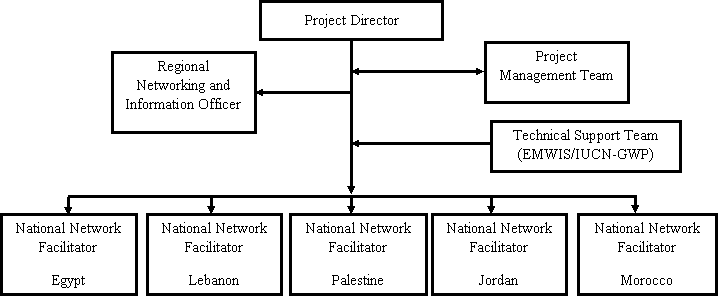 Project Director
Regional
Networking and
Information Officer
Project
Management Team
Technical Support Team
(EMWIS/IUCN-GWP)
National Network
Facilitator
Egypt
National Network
Facilitator
Lebanon
National Network
Facilitator
Palestine
National Network
Facilitator
Jordan
National Network
Facilitator
Morocco